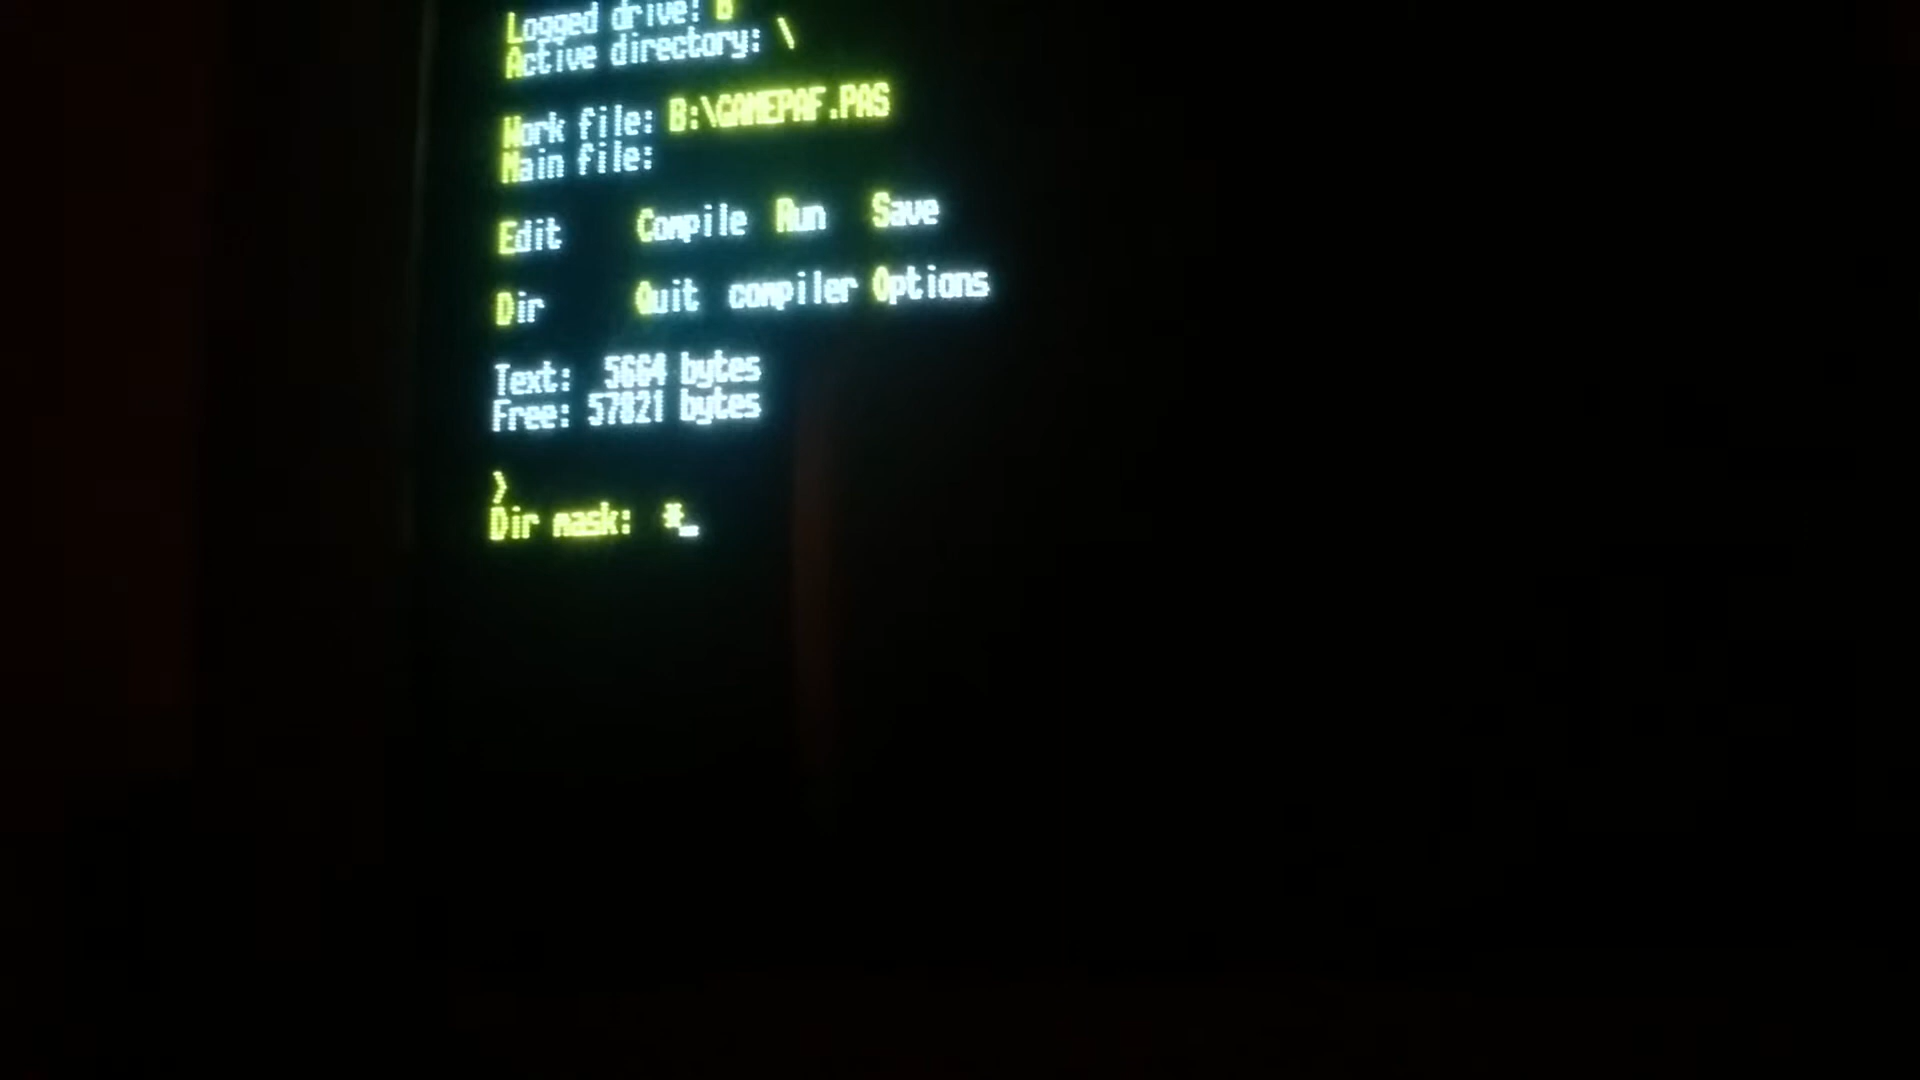 Logged drive: B
Active directory: \
Work file: B:\GAMEPAF.PAS
Main file:
Edit Compile Run Save
Dir Quit compiler Options
Text: 5664 bytes
Free: 57821 bytes
>
Dir mask: *_